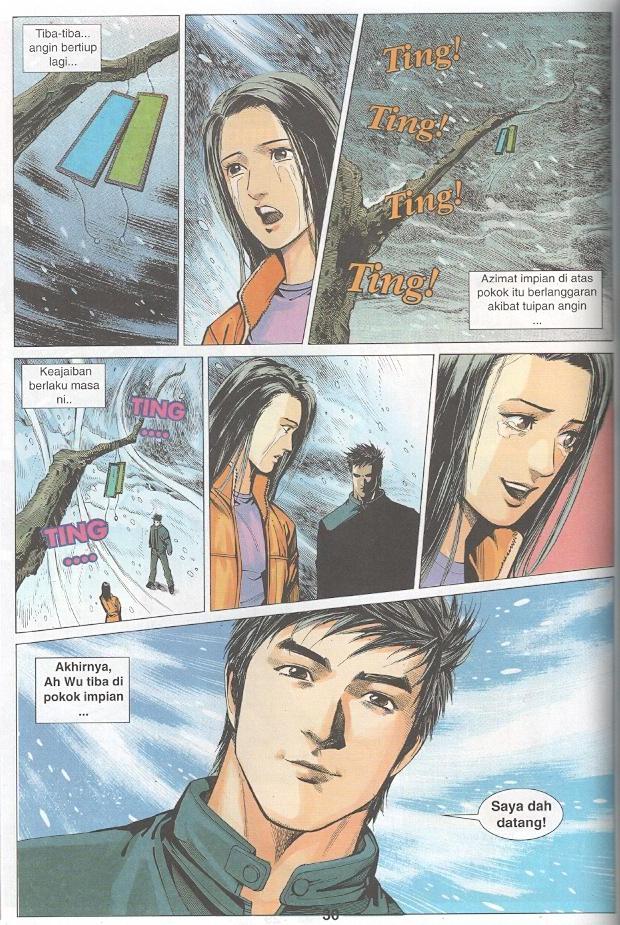 Tiba-tiba...
angin bertiup
lagi...
Ting!
Ting!
Ting!
Ting!
Azimat impian di atas
pokok itu berlanggaran
akibat tuipan angin
...
Keajaiban
berlaku masa
ni..
TING
....
TING
....
Akhirnya,
Ah Wu tiba di
pokok impian
...
Saya dah
datang!
30